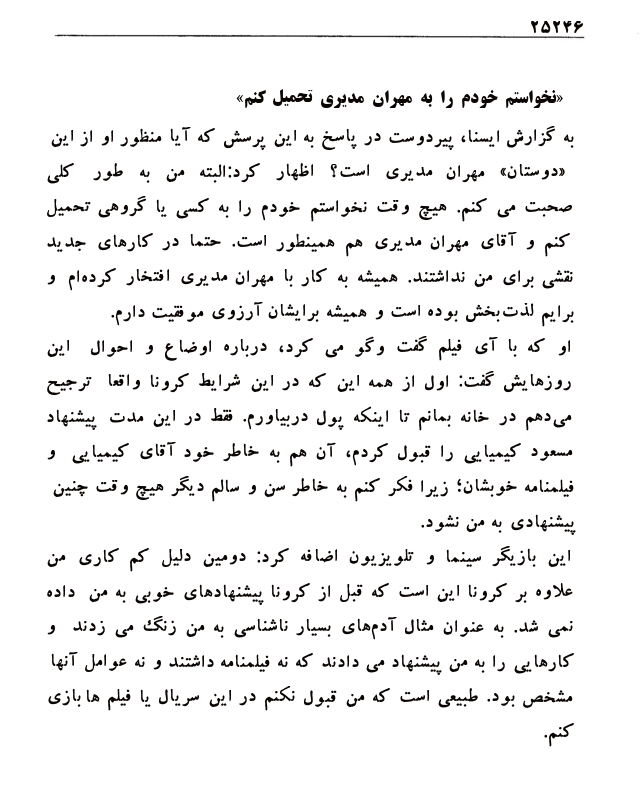 ۲۵۲۴۶
«نخواستم خودم را به مهران مدیری تحمیل کنم»
به گزارش ایسنا، پیردوست در پاسخ به این پرسش که آیا منظور او از این
«دوستان» مهران مدیری است؟ اظهار کرد:البته من به طور کلی
صحبت می کنم. هیچ وقت نخواستم خودم را به کسی یا گروهی تحمیل
کنم و آقای مهران مدیری هم همینطور است. حتما در کارهای جدید
نقشی برای من نداشتند. همیشه به کار با مهران مدیری افتخار کرده‌ام و
برایم لذت‌بخش بوده است و همیشه برایشان آرزوی موفقیت دارم.
او که با آی فیلم گفت وگو می کرد، درباره اوضاع و احوال این
روزهایش گفت: اول از همه این که در این شرایط کرونا واقعا ترجیح
می‌دهم در خانه بمانم تا اینکه پول دربیاورم. فقط در این مدت پیشنهاد
مسعود کیمیایی را قبول کردم، آن هم به خاطر خود آقای کیمیایی و
فیلمنامه خوبشان؛ زیرا فکر کنم به خاطر سن و سالم دیگر هیچ وقت چنین
پیشنهادی به من نشود.
این بازیگر سینما و تلویزیون اضافه کرد: دومین دلیل کم کاری من
علاوه بر کرونا این است که قبل از کرونا پیشنهادهای خوبی به من داده
نمی شد. به عنوان مثال آدم‌های بسیار ناشناسی به من زنگ می زدند و
کارهایی را به من پیشنهاد می دادند که نه فیلمنامه داشتند و نه عوامل آنها
مشخص بود. طبیعی است که من قبول نکنم در این سریال یا فیلم ها بازی
کنم.